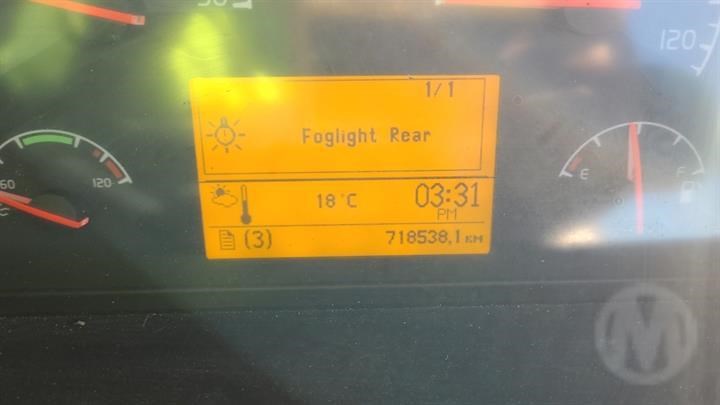 120
1/1
Foglight Rear
60
120
E
F
18°C
03:31
PM
(3)
718538,1 KM
M